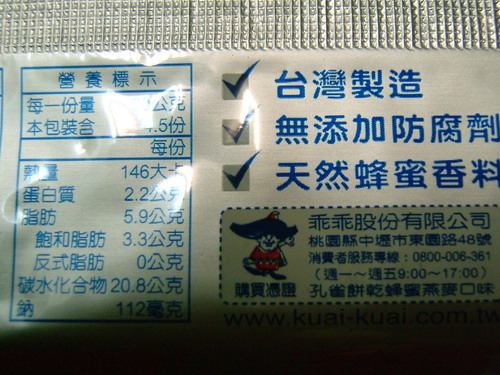 營養標示
每一份量 公克
本包裝含 .5份
每份
熱量 146大卡
蛋白質 2.2公克
脂肪 5.9公克
飽和脂肪 3.3公克
反式脂肪 0公克
碳水化合物 20.8公克
鈉 112毫克
台灣製造
無添加防腐劑
天然蜂蜜香料
乖乖股份有限公司
桃園縣中壢市東園路48號
消費者服務專線:0800-006-361
(週一~週五9:00~17:00)
孔雀餅乾蜂蜜燕麥口味
購買憑證
www.kuai-kuai.com.tw